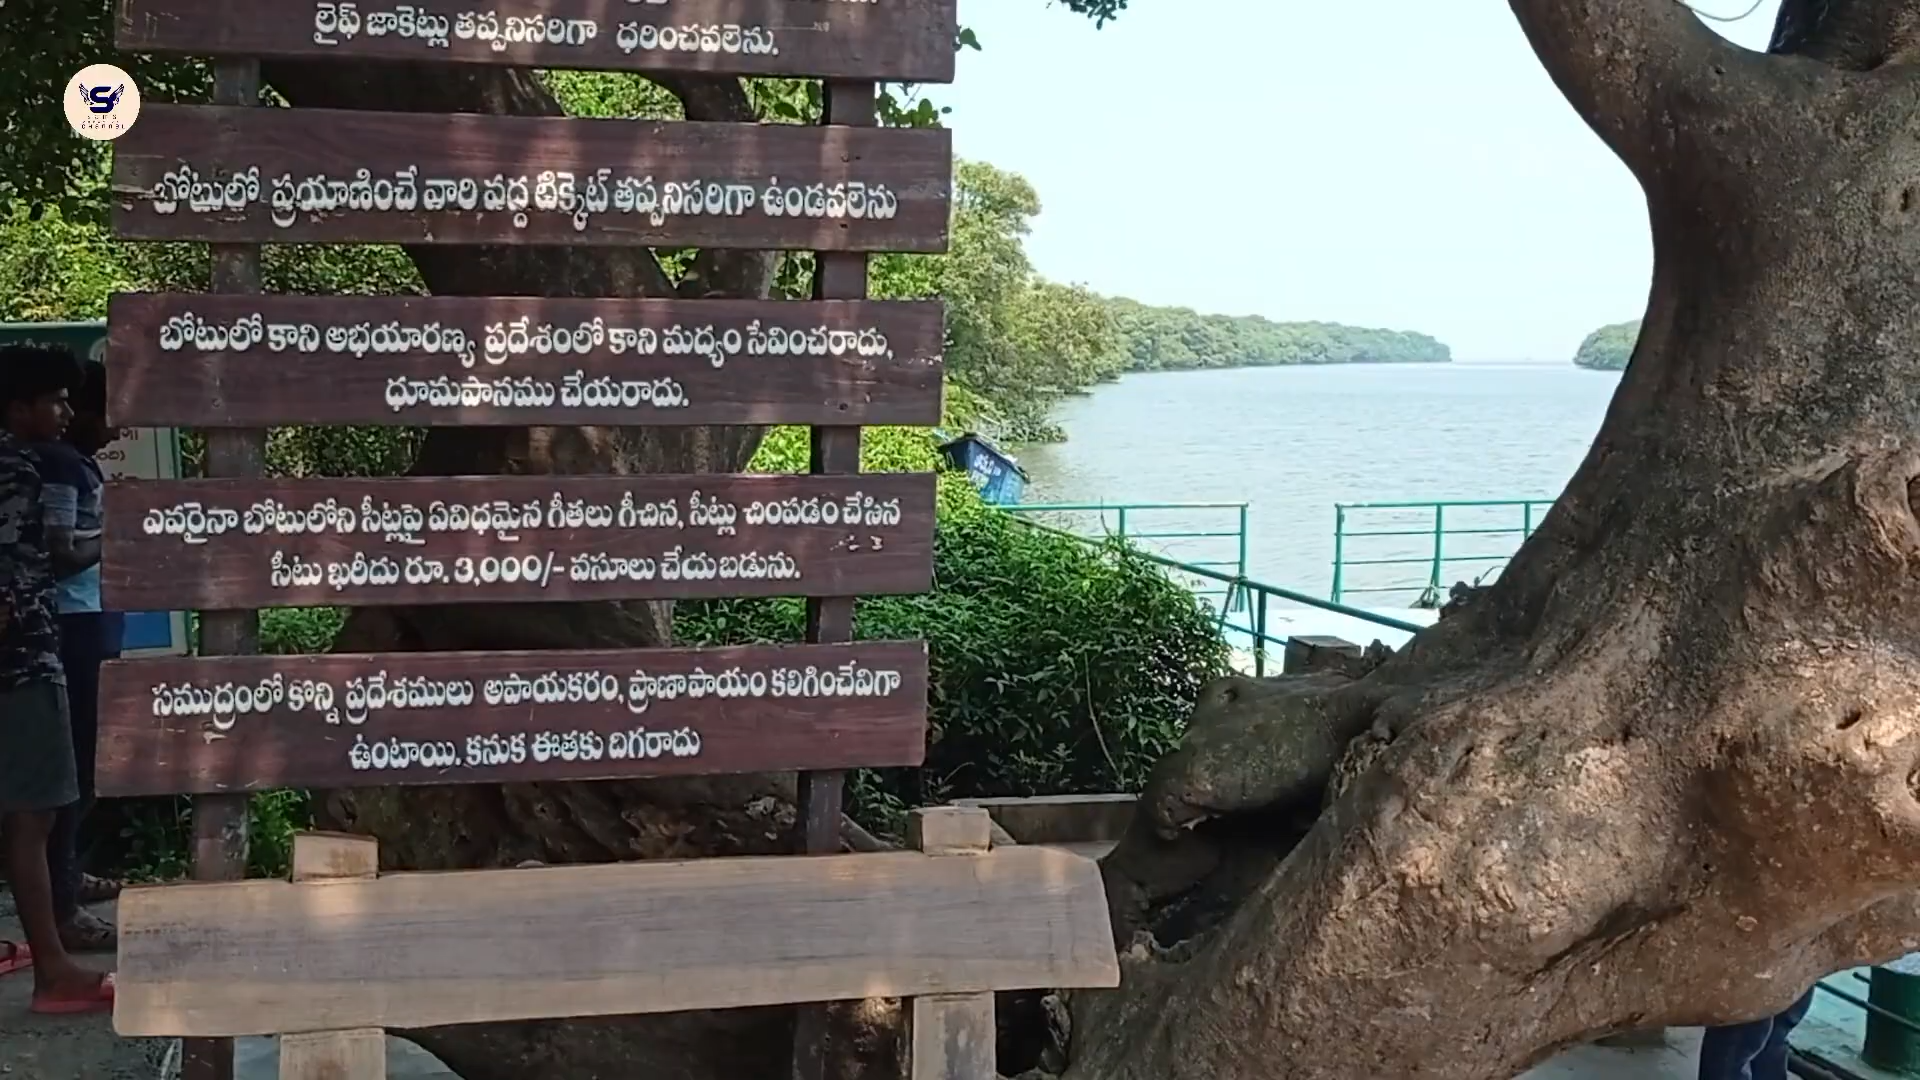 లైఫ్ జాకెట్లు తప్పనిసరిగా ధరించవలెను.
బోటులో ప్రయాణించే వారి వద్ద టిక్కెట్ తప్పనిసరిగా ఉండవలెను
బోటులో కాని అభయారణ్య ప్రదేశంలో కాని మద్యం సేవించరాదు,
ధూమపానము చేయరాదు.
ఎవరైనా బోటులోని సీట్లపై ఏవిధమైన గీతలు గీచిన, సీట్లు చింపడం చేసిన
సీటు ఖరీదు రూ. 3,000/- వసూలు చేయబడును.
సముద్రంలో కొన్ని ప్రదేశములు అపాయకరం, ప్రాణాపాయం కలిగించేవిగా
ఉంటాయి. కనుక ఈతకు దిగరాదు